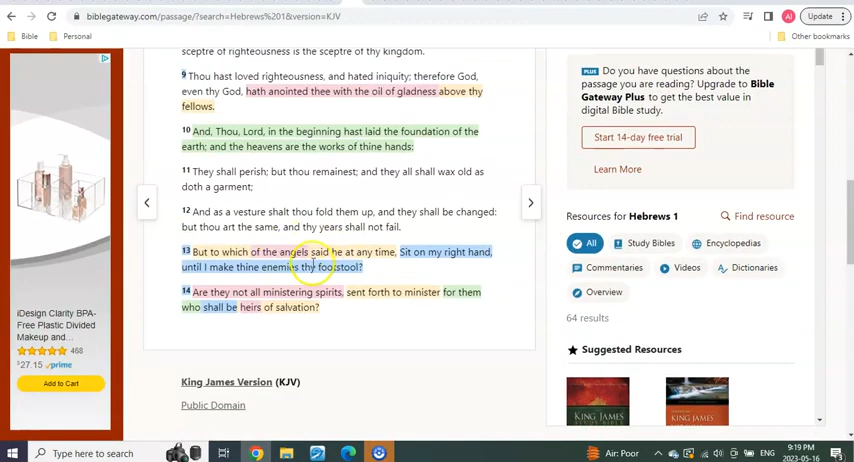 biblegateway.com/passage/?search=Hebrews%201&version=KJV
AI
Update
Bible
Personal
Other bookmarks
sceptre of righteousness is the sceptre of thy kingdom.
9 Thou hast loved righteousness, and hated iniquity; therefore God,
even thy God, hath anointed thee with the oil of gladness above thy
fellows.
10 And, Thou, Lord, in the beginning hast laid the foundation of the
earth; and the heavens are the works of thine hands:
11 They shall perish; but thou remainest; and they all shall wax old as
doth a garment;
12 And as a vesture shalt thou fold them up, and they shall be changed:
but thou art the same, and thy years shall not fail.
13 But to which of the angels said he at any time, Sit on my right hand,
until I make thine enemies thy footstool?
14 Are they not all ministering spirits, sent forth to minister for them
who shall be heirs of salvation?
King James Version (KJV)
Public Domain
iDesign Clarity BPA-
Free Plastic Divided
Makeup and...
468
$27.15 prime
Add to Cart
PLUS Do you have questions about the
passage you are reading? Upgrade to Bible
Gateway Plus to get the best value in
digital Bible study.
Start 14-day free trial
Learn More
Resources for Hebrews 1
Find resource
All
Study Bibles
Encyclopedias
Commentaries
Videos
Dictionaries
Overview
64 results
Suggested Resources
KING JAMES
KING JAMES
Type here to search
Air: Poor
ENG
9:19 PM
2023-05-16
3